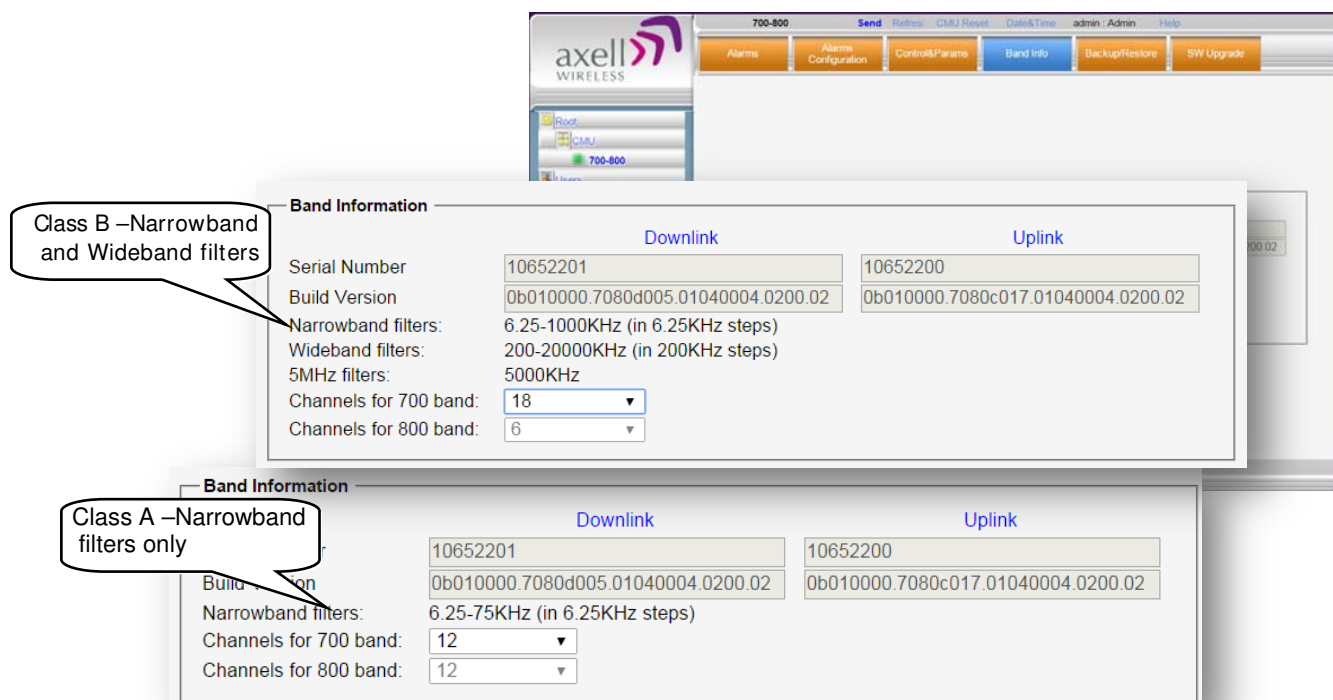 700-800 Send Refresh CMU Reset Date&Time admin : Admin Help
axell
WIRELESS
Alarms Alarms Configuration Control&Params Band Info Backup/Restore SW Upgrade
Root
CMU
700-800
Users
200.02
Class B –Narrowband
and Wideband filters
Band Information
Downlink Uplink
Serial Number 10652201 10652200
Build Version 0b010000.7080d005.01040004.0200.02 0b010000.7080c017.01040004.0200.02
Narrowband filters: 6.25-1000KHz (in 6.25KHz steps)
Wideband filters: 200-20000KHz (in 200KHz steps)
5MHz filters: 5000KHz
Channels for 700 band: 18
Channels for 800 band: 6
Class A –Narrowband
filters only
Band Information
Downlink Uplink
r 10652201 10652200
Build Version 0b010000.7080d005.01040004.0200.02 0b010000.7080c017.01040004.0200.02
Narrowband filters: 6.25-75KHz (in 6.25KHz steps)
Channels for 700 band: 12
Channels for 800 band: 12